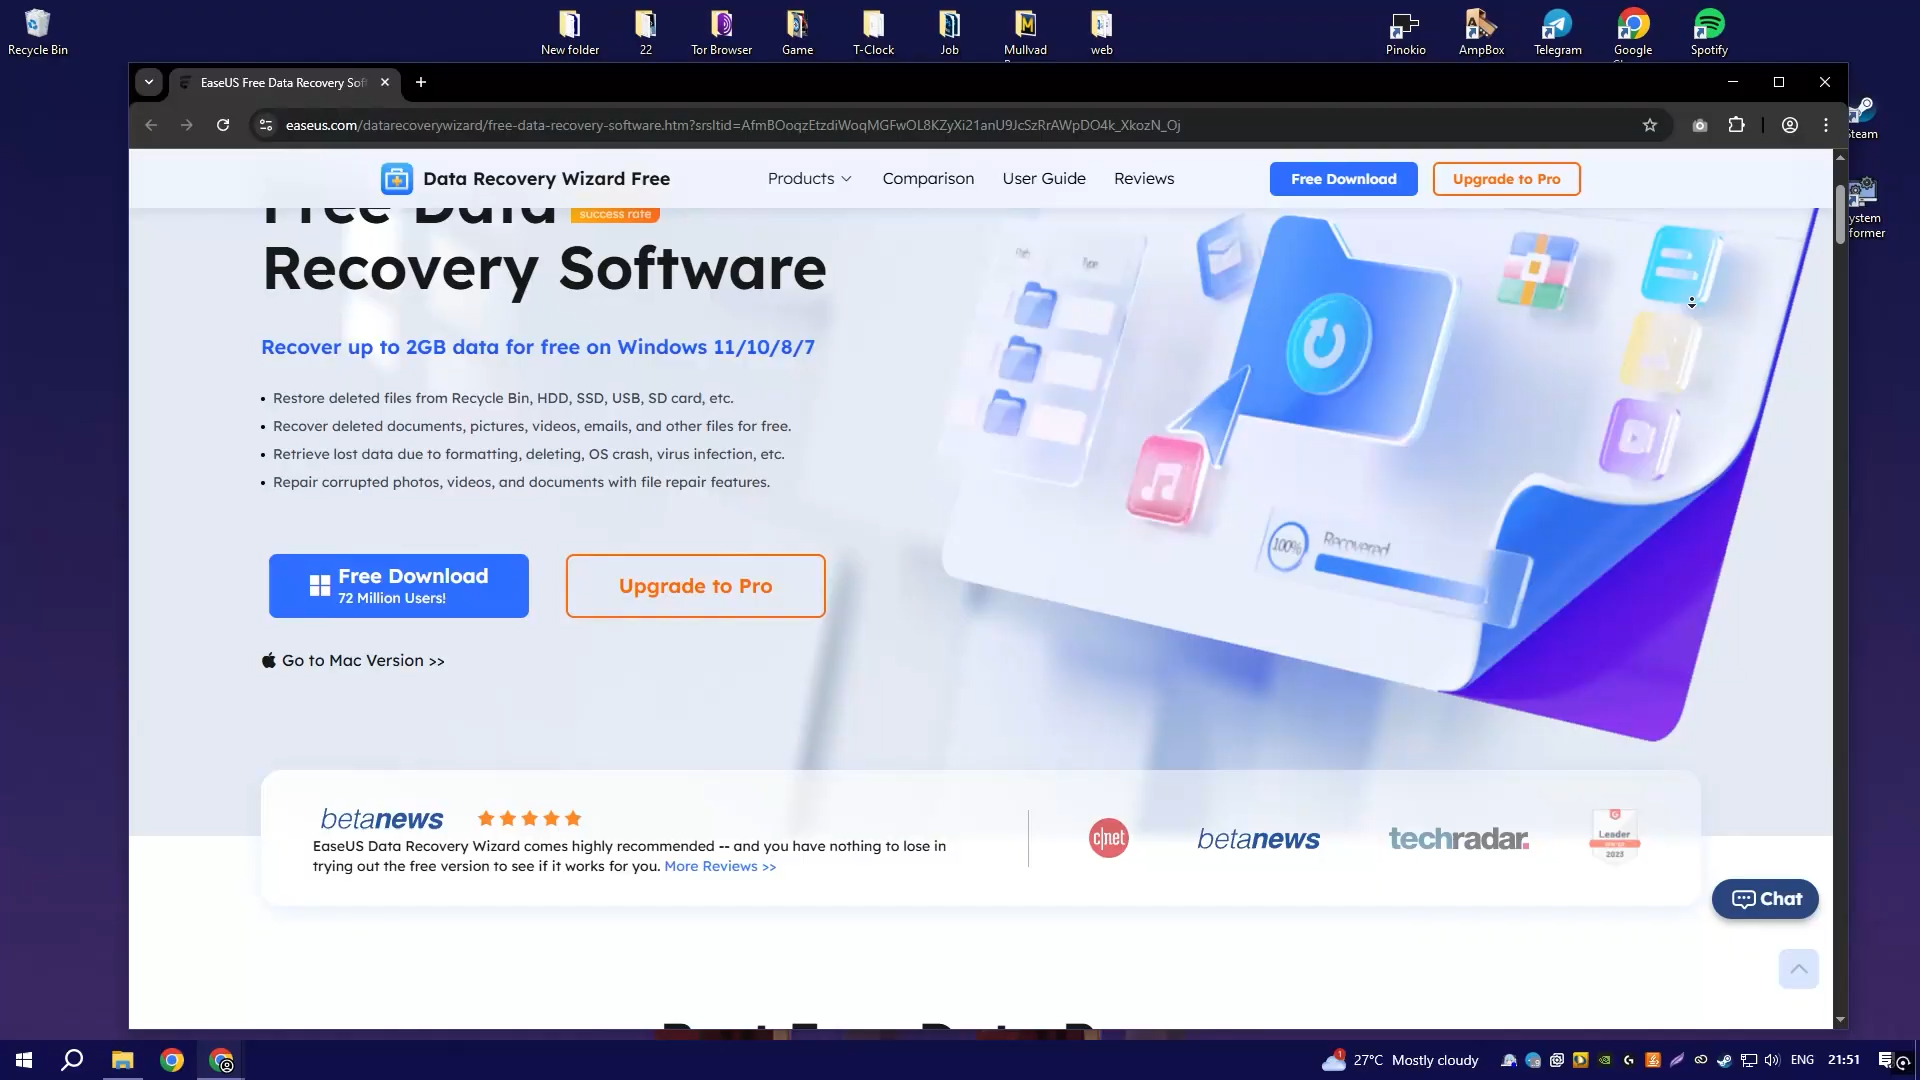 Recycle Bin
New folder
22
Tor Browser
Game
T-Clock
Job
Mullvad
web
Pinokio
AmpBox
Telegram
Google
Spotify
EaseUS Free Data Recovery Sof
easeus.com/datarecoverywizard/free-data-recovery-software.htm?srsltid=AfmBOoqzEtzdiWoqMGFwOL8KZyXi21anU9JcSzRrAWpDO4k_XkozN_Oj
Steam
ystem
former
Data Recovery Wizard Free
Products
Comparison
User Guide
Reviews
Free Download
Upgrade to Pro
Free Data
success rate
Recovery Software
Recover up to 2GB data for free on Windows 11/10/8/7
• Restore deleted files from Recycle Bin, HDD, SSD, USB, SD card, etc.
• Recover deleted documents, pictures, videos, emails, and other files for free.
• Retrieve lost data due to formatting, deleting, OS crash, virus infection, etc.
• Repair corrupted photos, videos, and documents with file repair features.
Type
100%
Recovered
Free Download
72 Million Users!
Upgrade to Pro
Go to Mac Version >>
betanews
EaseUS Data Recovery Wizard comes highly recommended -- and you have nothing to lose in
trying out the free version to see if it works for you. More Reviews >>
c|net
betanews
techradar.
Leader
2023
Chat
27°C Mostly cloudy
ENG
21:51